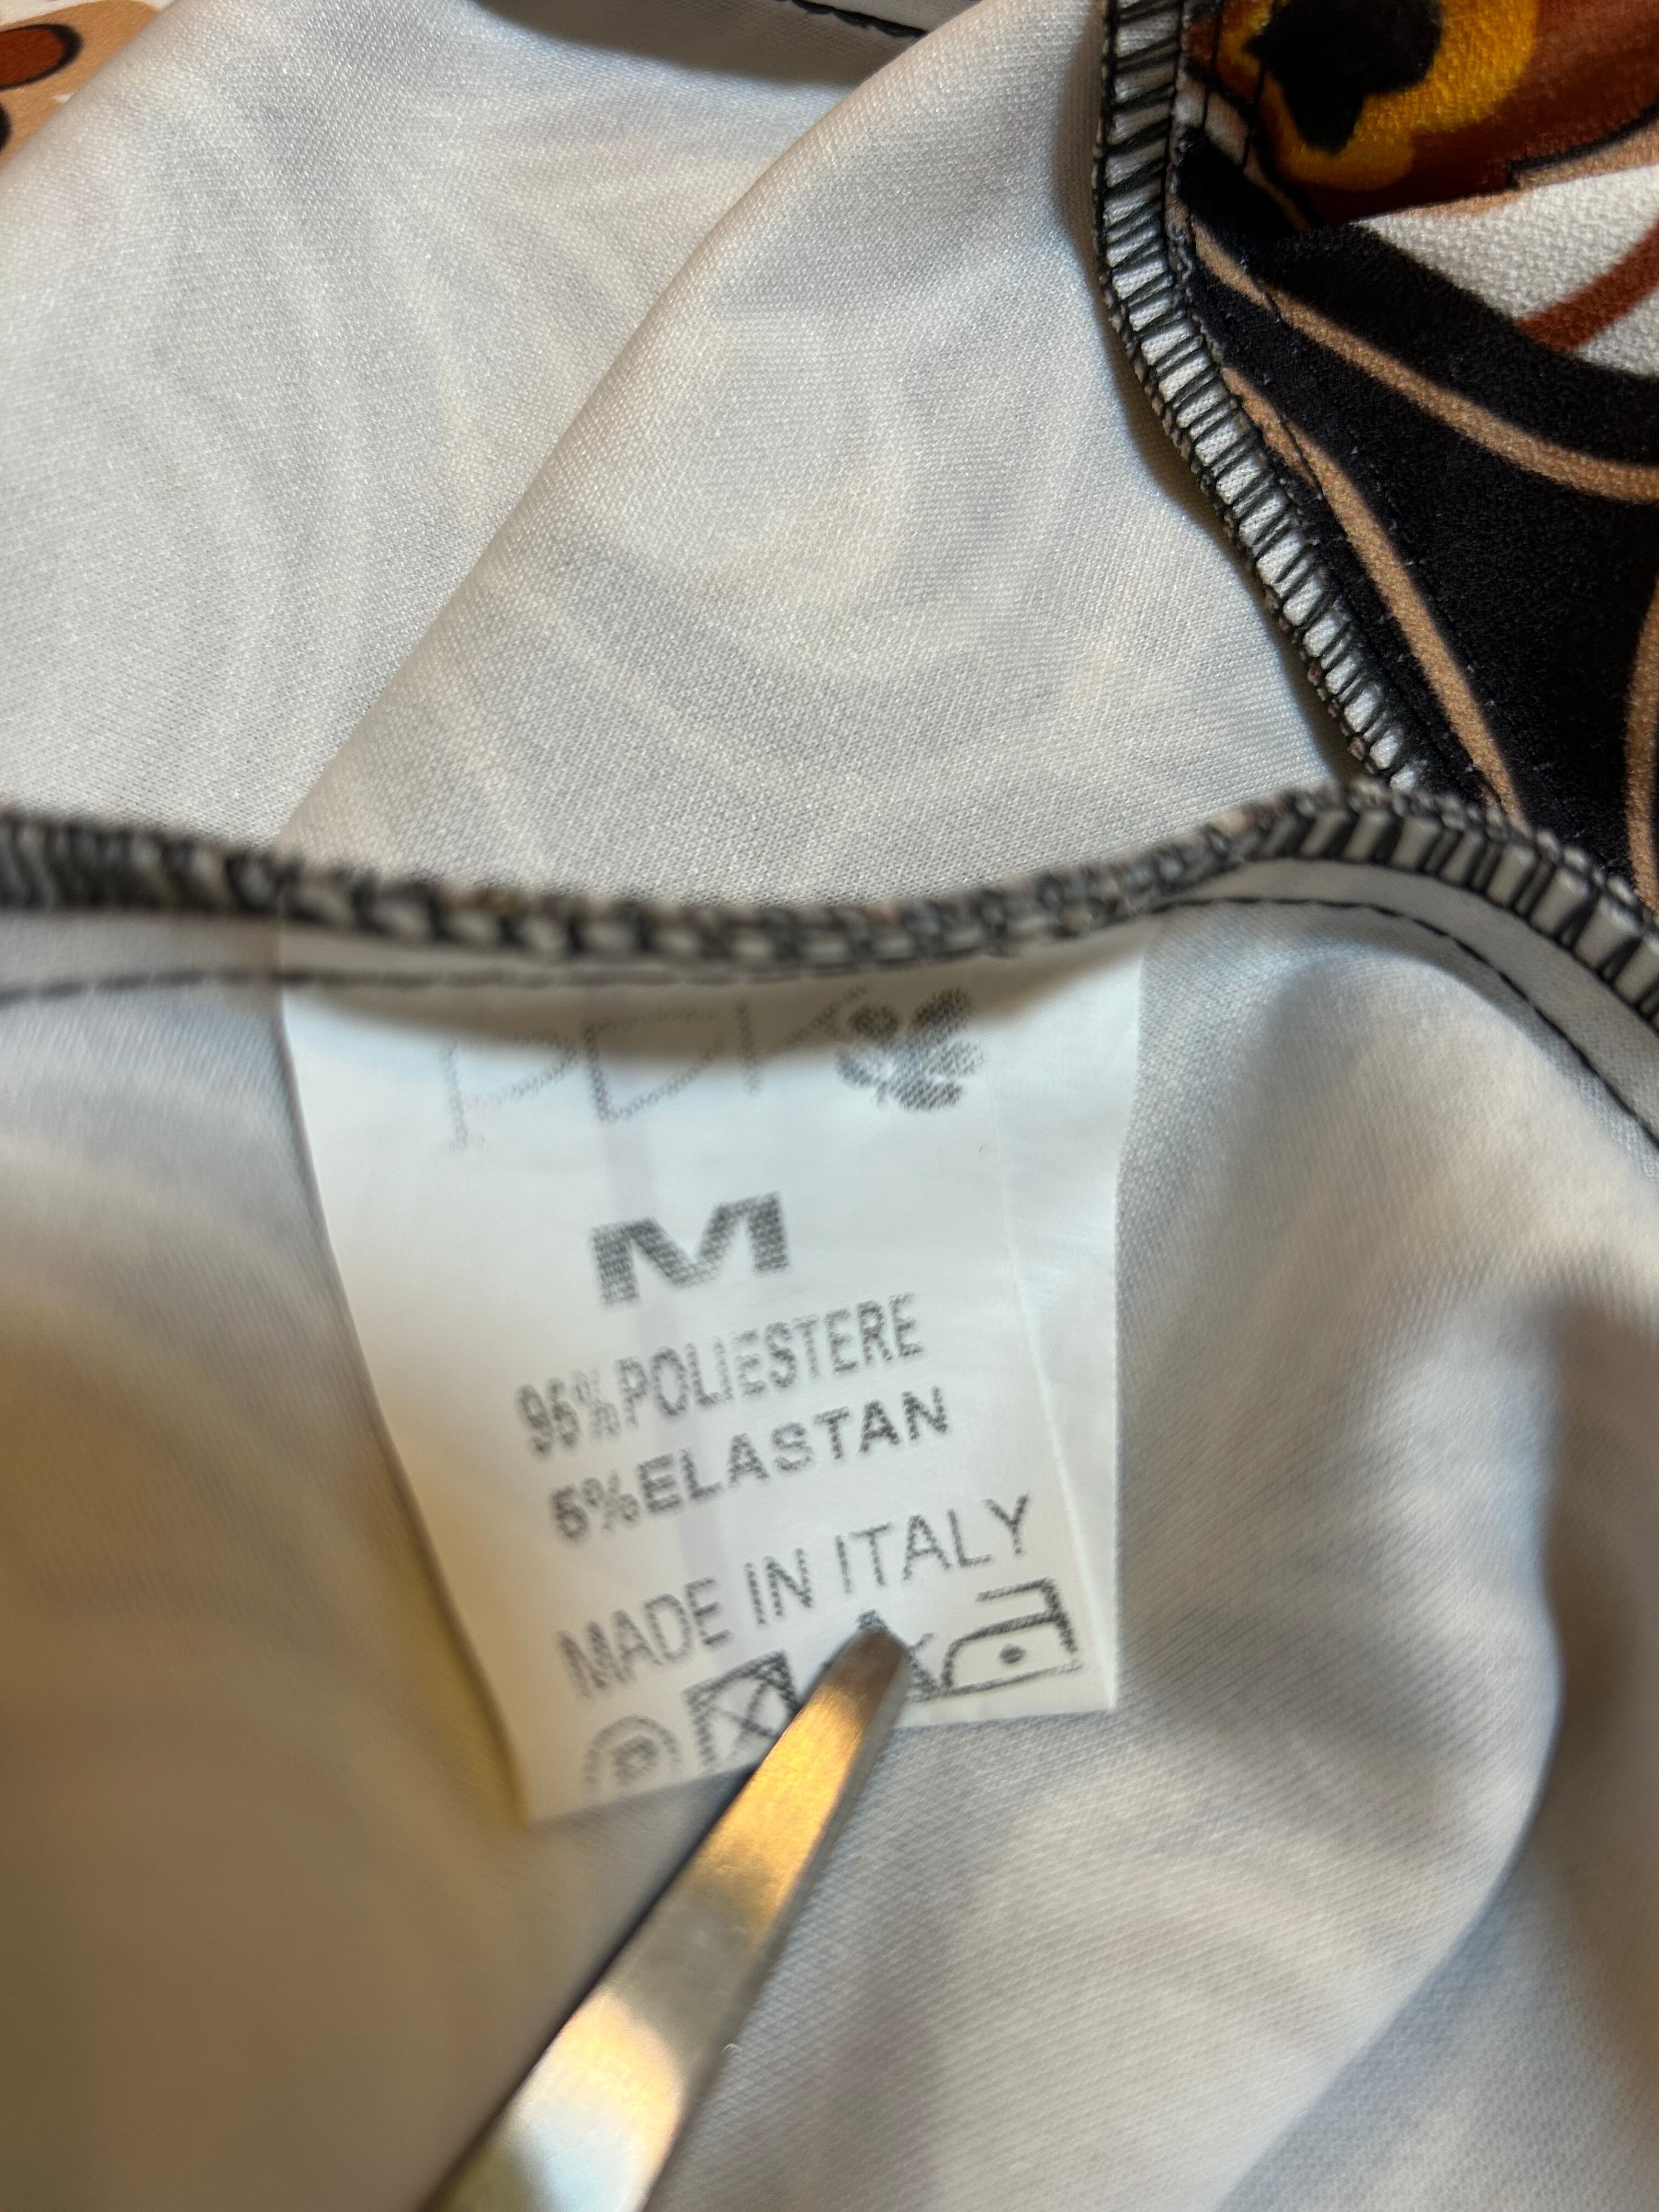 M
96%POLIESTERE
5%ELASTAN
MADE IN ITALY
P